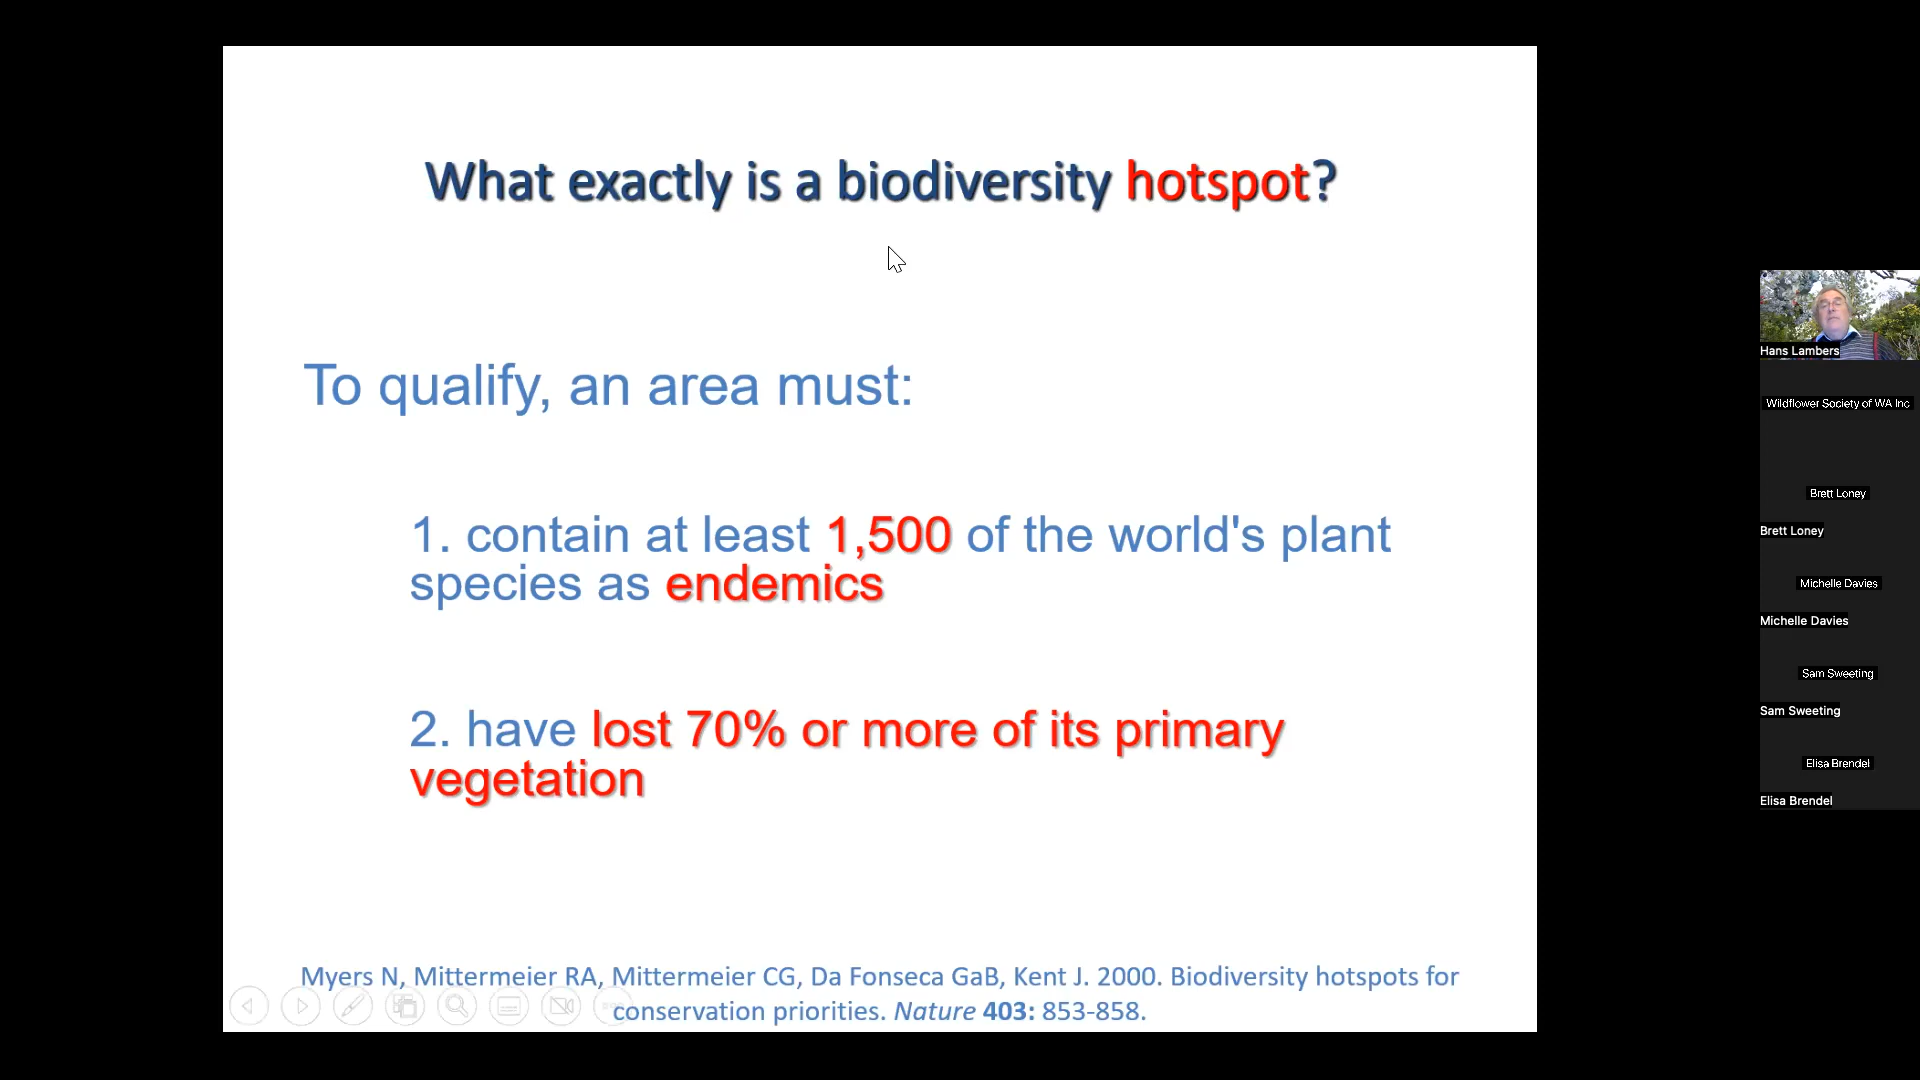 What exactly is a biodiversity hotspot?
To qualify, an area must:
1. contain at least 1,500 of the world's plant
species as endemics
2. have lost 70% or more of its primary
vegetation
Myers N, Mittermeier RA, Mittermeier CG, Da Fonseca GaB, Kent J. 2000. Biodiversity hotspots for
conservation priorities. Nature 403: 853-858.
Hans Lambers
Wildflower Society of WA Inc
Brett Loney
Brett Loney
Michelle Davies
Michelle Davies
Sam Sweeting
Sam Sweeting
Elisa Brendel
Elisa Brendel